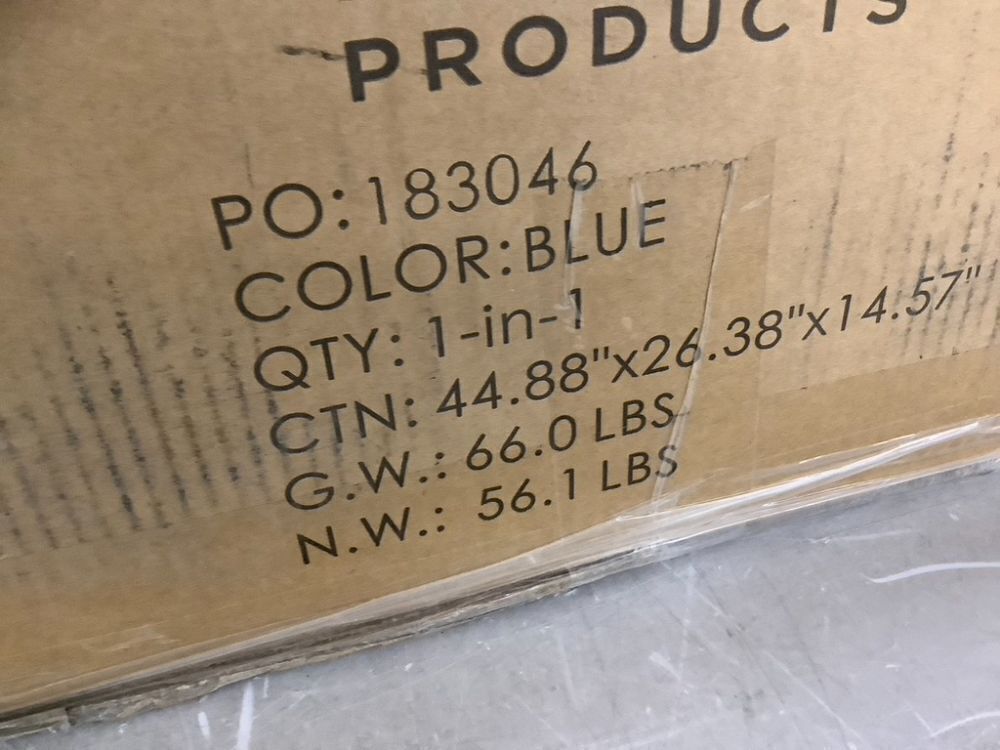 PRODUCTS
PO:183046
COLOR:BLUE
QTY: 1-in-1
CTN: 44.88"x26.38"x14.57"
G.W.: 66.0 LBS
N.W.: 56.1 LBS